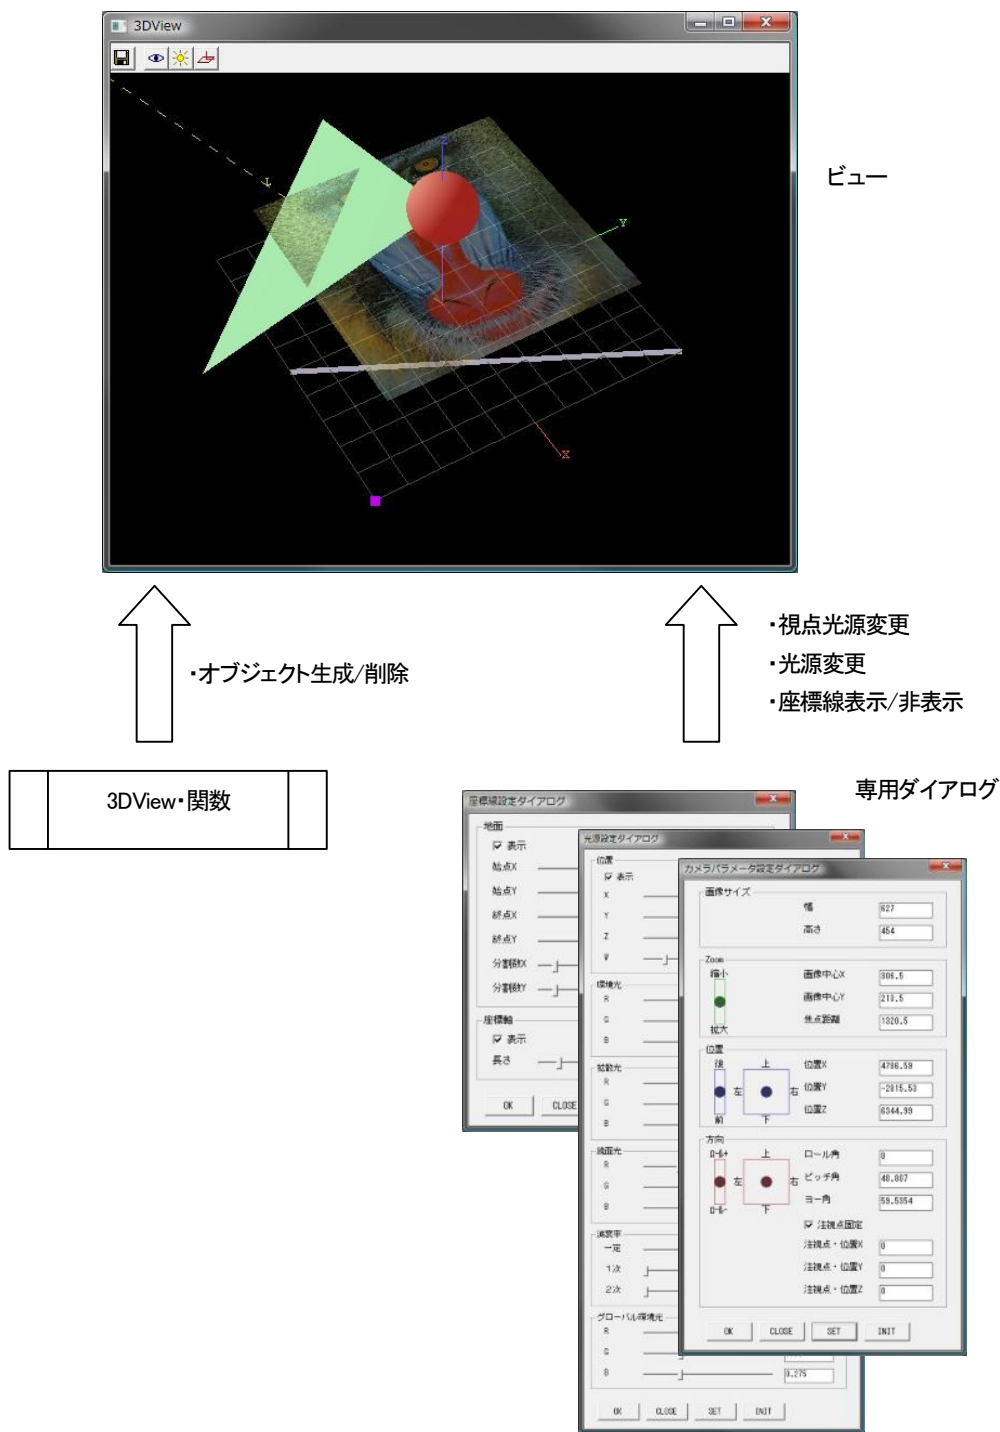 3DView
Z
L
Y
X
ビュー
・オブジェクト生成/削除
・視点光源変更
・光源変更
・座標線表示/非表示
3DView・関数
専用ダイアログ
座標線設定ダイアログ
地面
表示
始点X
始点Y
終点X
終点Y
分割数X
分割数Y
座標軸
表示
長さ
OK CLOSE
光源設定ダイアログ
位置
表示
X
Y
Z
W
環境光
R
G
B
拡散光
R
G
B
鏡面光
R
G
B
減衰率
一定
1次
2次
グローバル環境光
R
G
B 0.275
OK CLOSE SET INIT
カメラパラメータ設定ダイアログ
画像サイズ
幅 627
高さ 454
Zoom
縮小
拡大
画像中心X 306.5
画像中心Y 213.5
焦点距離 1320.5
位置
後 上
左 右
前 下
位置X 4786.59
位置Y -2815.53
位置Z 6344.99
方向
ロール+ 上
左 右
ロール- 下
ロール角 0
ピッチ角 48.807
ヨー角 59.5354
注視点固定
注視点・位置X 0
注視点・位置Y 0
注視点・位置Z 0
OK CLOSE SET INIT